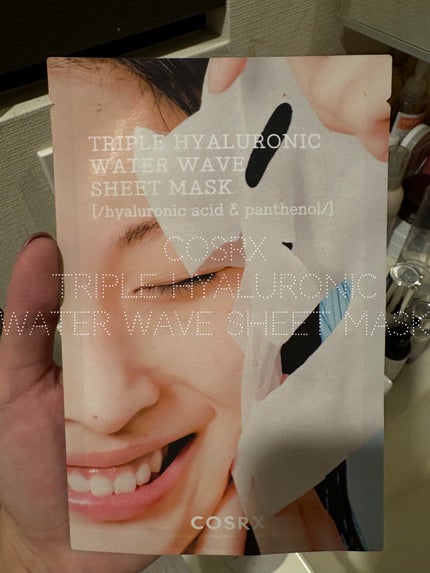 TRIPLE HYALURONIC
WATER WAVE
SHEET MASK
[/hyaluronic acid & panthenol/]
COSRX
TRIPLE HYALURONIC
WATER WAVE SHEET MASK
COSRX